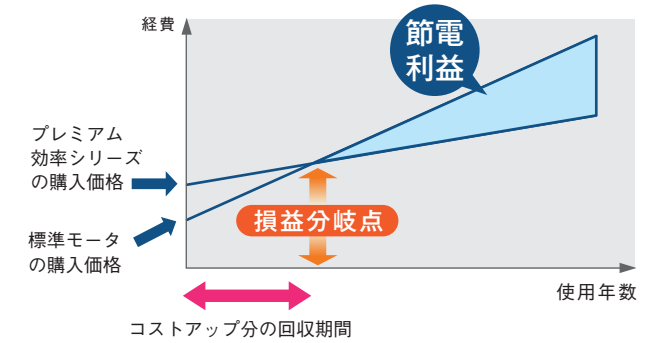 経費
節電
利益
プレミアム
効率シリーズ
の購入価格
標準モータ
の購入価格
損益分岐点
使用年数
コストアップ分の回収期間